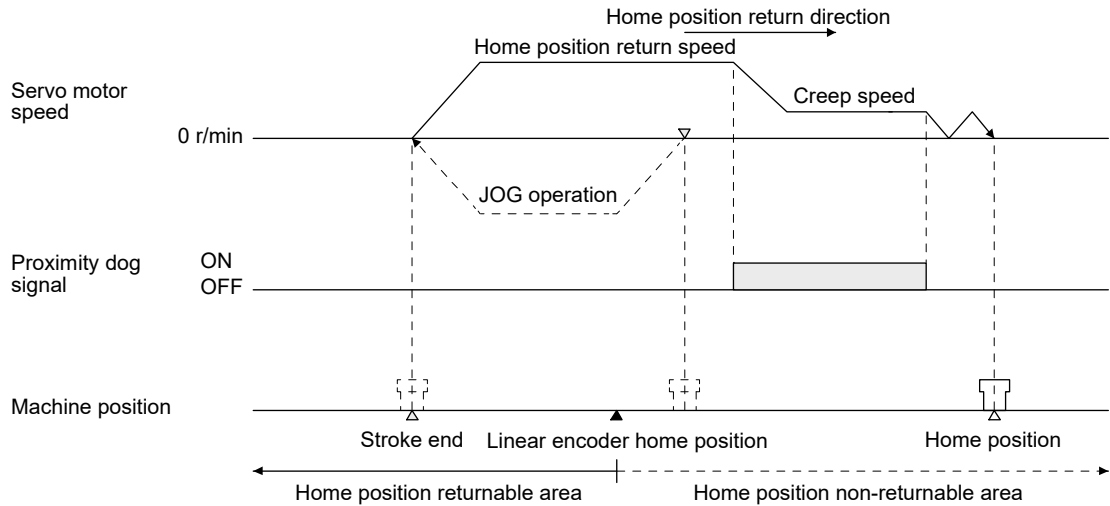 Home position return direction
Home position return speed
Servo motor
speed
Creep speed
0 r/min
JOG operation
Proximity dog
signal
ON
OFF
Machine position
Stroke end
Linear encoder home position
Home position
Home position returnable area
Home position non-returnable area